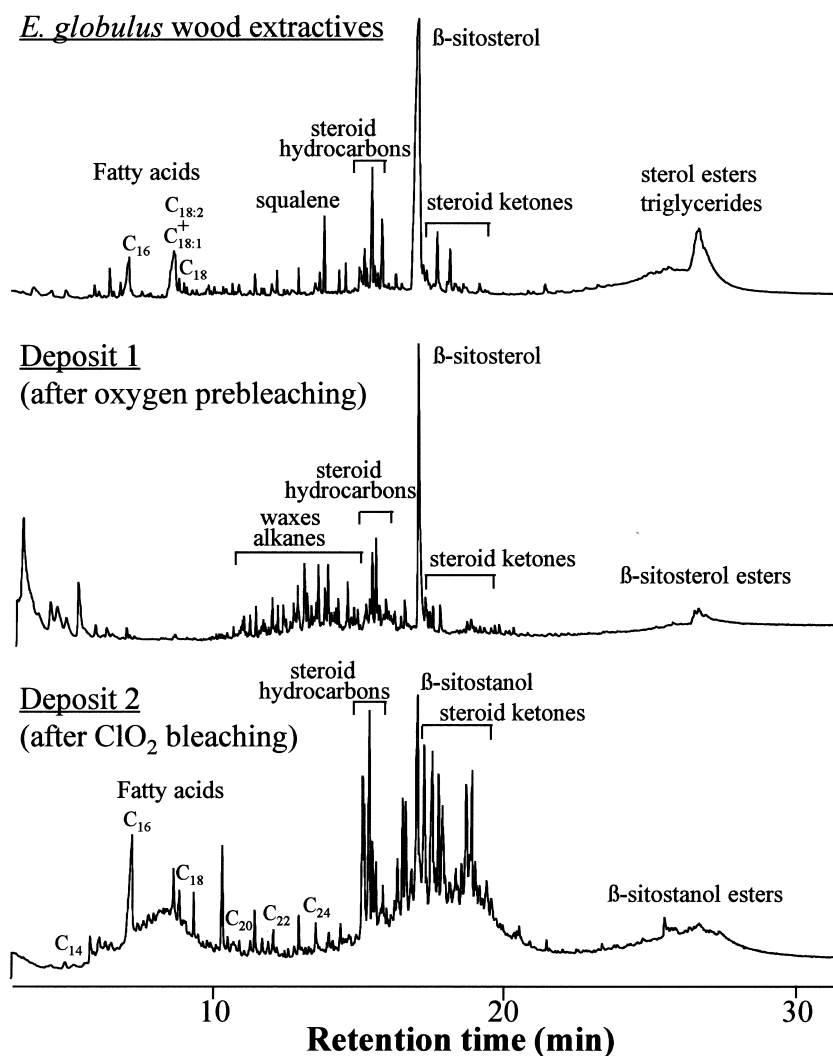 E. globulus wood extractives
ß-sitosterol
steroid
hydrocarbons
Fatty acids
C18:2
+
C18:1
C16
C18
squalene
steroid ketones
sterol esters
triglycerides
Deposit 1
(after oxygen prebleaching)
ß-sitosterol
steroid
hydrocarbons
waxes
alkanes
steroid ketones
ß-sitosterol esters
Deposit 2
(after ClO2 bleaching)
steroid
hydrocarbons
ß-sitostanol
steroid ketones
Fatty acids
C16
C18
C14
C20
C22
C24
ß-sitostanol esters
10 20 30
Retention time (min)